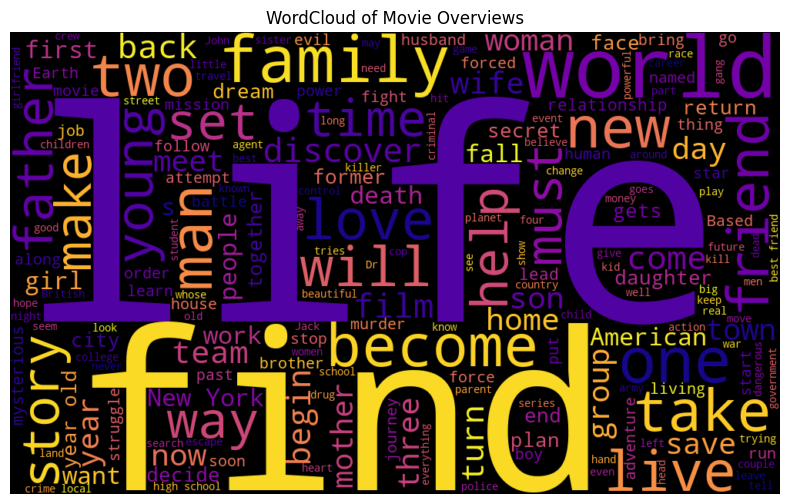 WordCloud of Movie Overviews
crew
sister
John
may
game
husband
woman
face
bring
race
go
first
back
family
evil
career
world
Earth
two
little
travel
need
forced
named
powerful
gang
girlfriend
movie
street
dream
power
hit
wife
relationship
part
return
job
mission
set
time
fight
criminal
secret
event
new
thing
father
children
young
follow
agent
long
discover
fall
believe
day
friend
make
meet
best
killer
human
around
attempt
former
change
star
play
man
s
battle
known
control
death
must
goes
money
Based
good
student
people
together
love
away
planet
four
gets
future
dead
best friend
along
tries
cop
help
come
kill
girl
order
will
Dr
see
show
give
kid
men
hope
whose
learn
beautiful
lead
country
daughter
big
well
British
house
film
son
child
keep
night
old
home
real
move
life
seem
look
work
Jack
murder
know
become
American
action
town
story
city
team
stop
women
put
one
war
mysterious
college
never
brother
school
force
group
living
army
start
dangerous
government
year old
year
struggle
New York
past
drug
parent
series
end
take
way
begin
mother
journey
three
turn
plan
adventure
trying
land
now
search
escape
soon
everything
boy
hand
left
save
run
want
decide
heart
even
head
couple
leave
crime
local
high school
find
police
live
tell